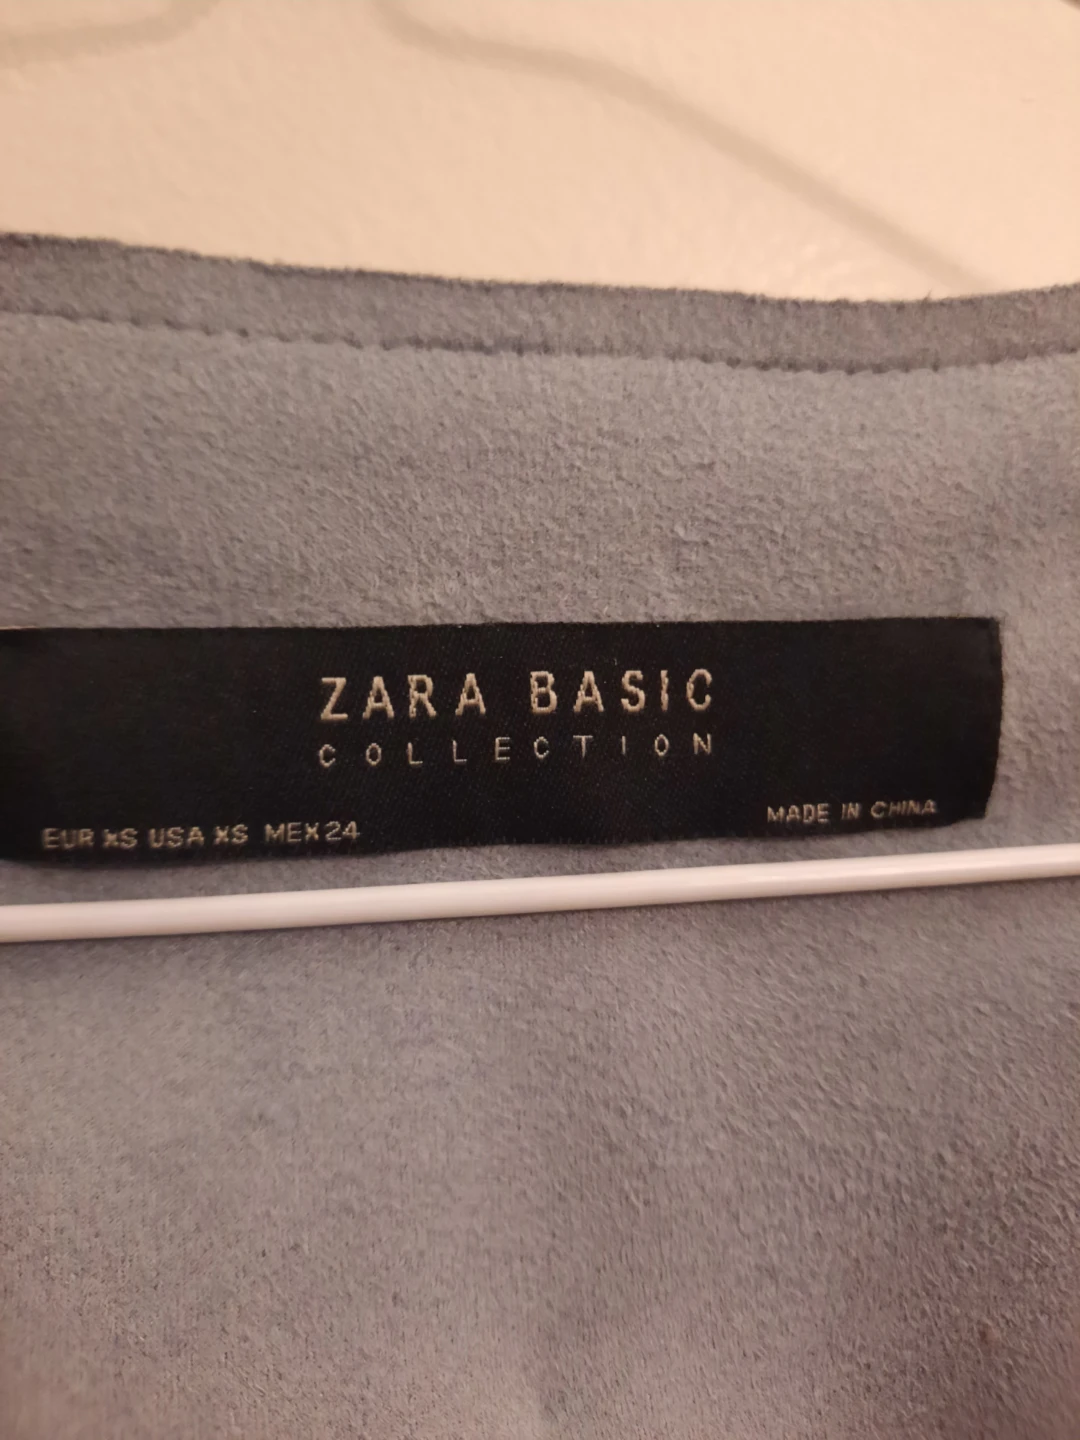 ZARA BASIC
COLLECTION
EUR XS USA XS MEX 24
MADE IN CHINA